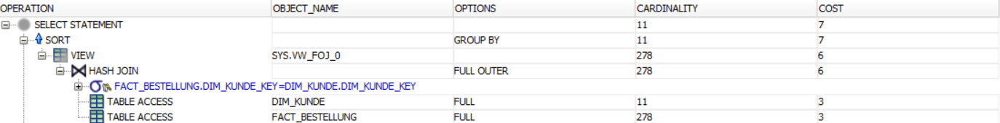 OPERATION OBJECT_NAME OPTIONS CARDINALITY COST
SELECT STATEMENT 11 7
SORT GROUP BY 11 7
VIEW SYS.VW_FOJ_0 278 6
HASH JOIN FULL OUTER 278 6
FACT_BESTELLUNG.DIM_KUNDE_KEY=DIM_KUNDE.DIM_KUNDE_KEY
TABLE ACCESS DIM_KUNDE FULL 11 3
TABLE ACCESS FACT_BESTELLUNG FULL 278 3